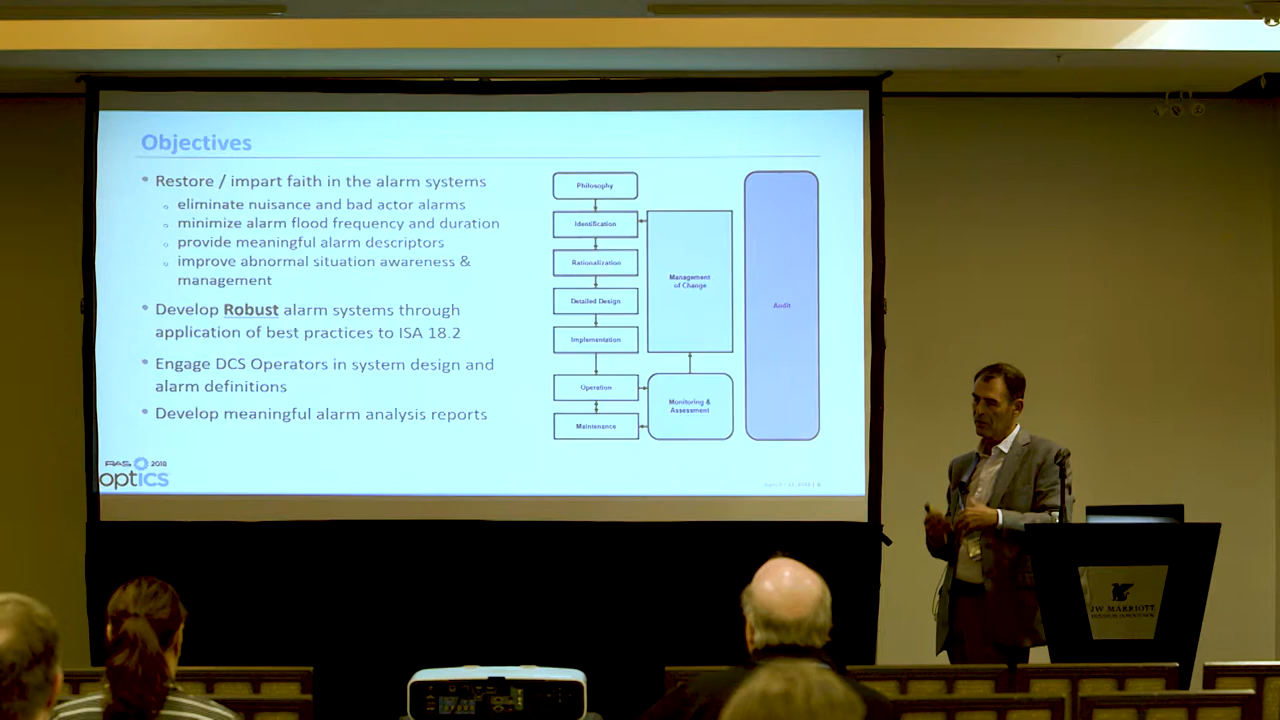 Objectives
• Restore / impart faith in the alarm systems
◦ eliminate nuisance and bad actor alarms
◦ minimize alarm flood frequency and duration
◦ provide meaningful alarm descriptors
◦ improve abnormal situation awareness &
management
• Develop Robust alarm systems through
application of best practices to ISA 18.2
• Engage DCS Operators in system design and
alarm definitions
• Develop meaningful alarm analysis reports
Philosophy
Identification
Rationalization
Detailed Design
Implementation
Operation
Maintenance
Management
of Change
Monitoring &
Assessment
Audit
PAS 2018
optICS
JW MARRIOTT